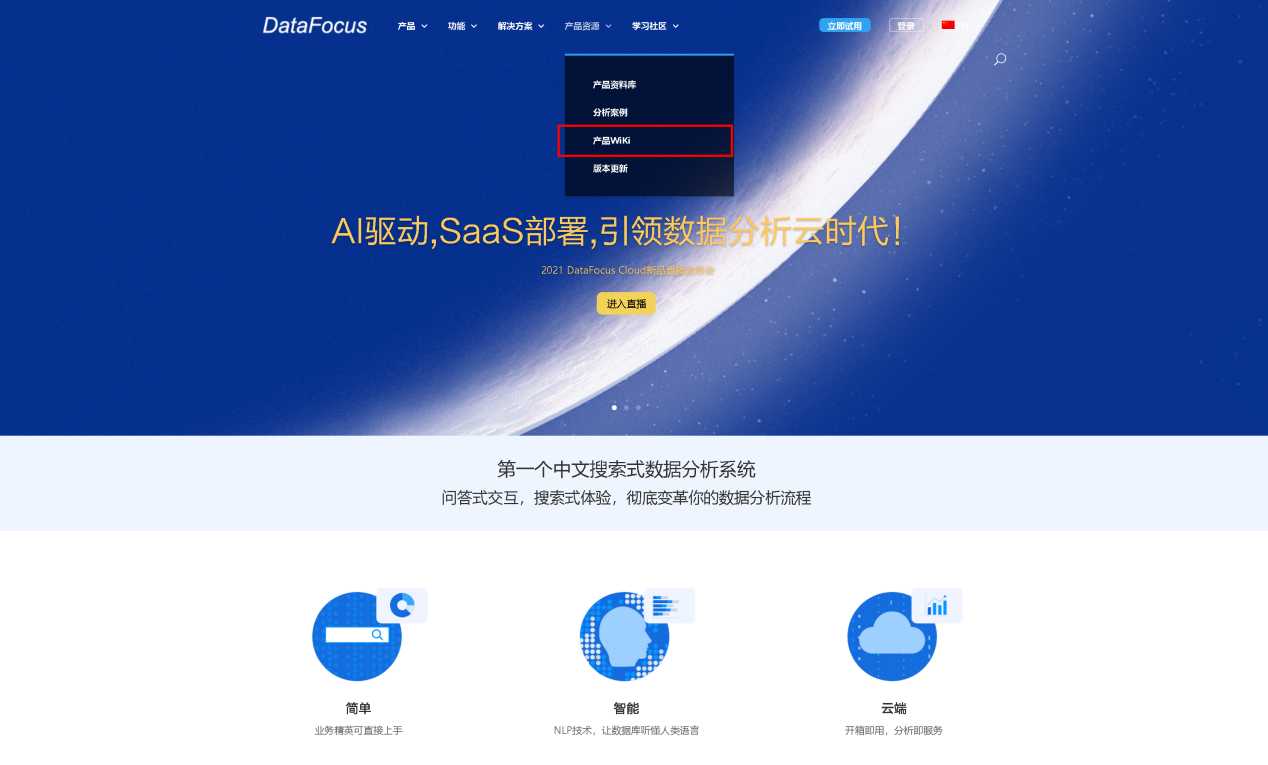 DataFocus 产品 功能 解决方案 产品资源 学习社区 立即试用 登录
产品资料库
分析案例
产品Wiki
版本更新
AI驱动,SaaS部署,引领数据分析云时代！
2021 DataFocus Cloud新品直播发布会
进入直播
第一个中文搜索式数据分析系统
问答式交互，搜索式体验，彻底变革你的数据分析流程
简单 智能 云端
业务精英可直接上手 NLP技术，让数据库听懂人类语言 开箱即用，分析即服务